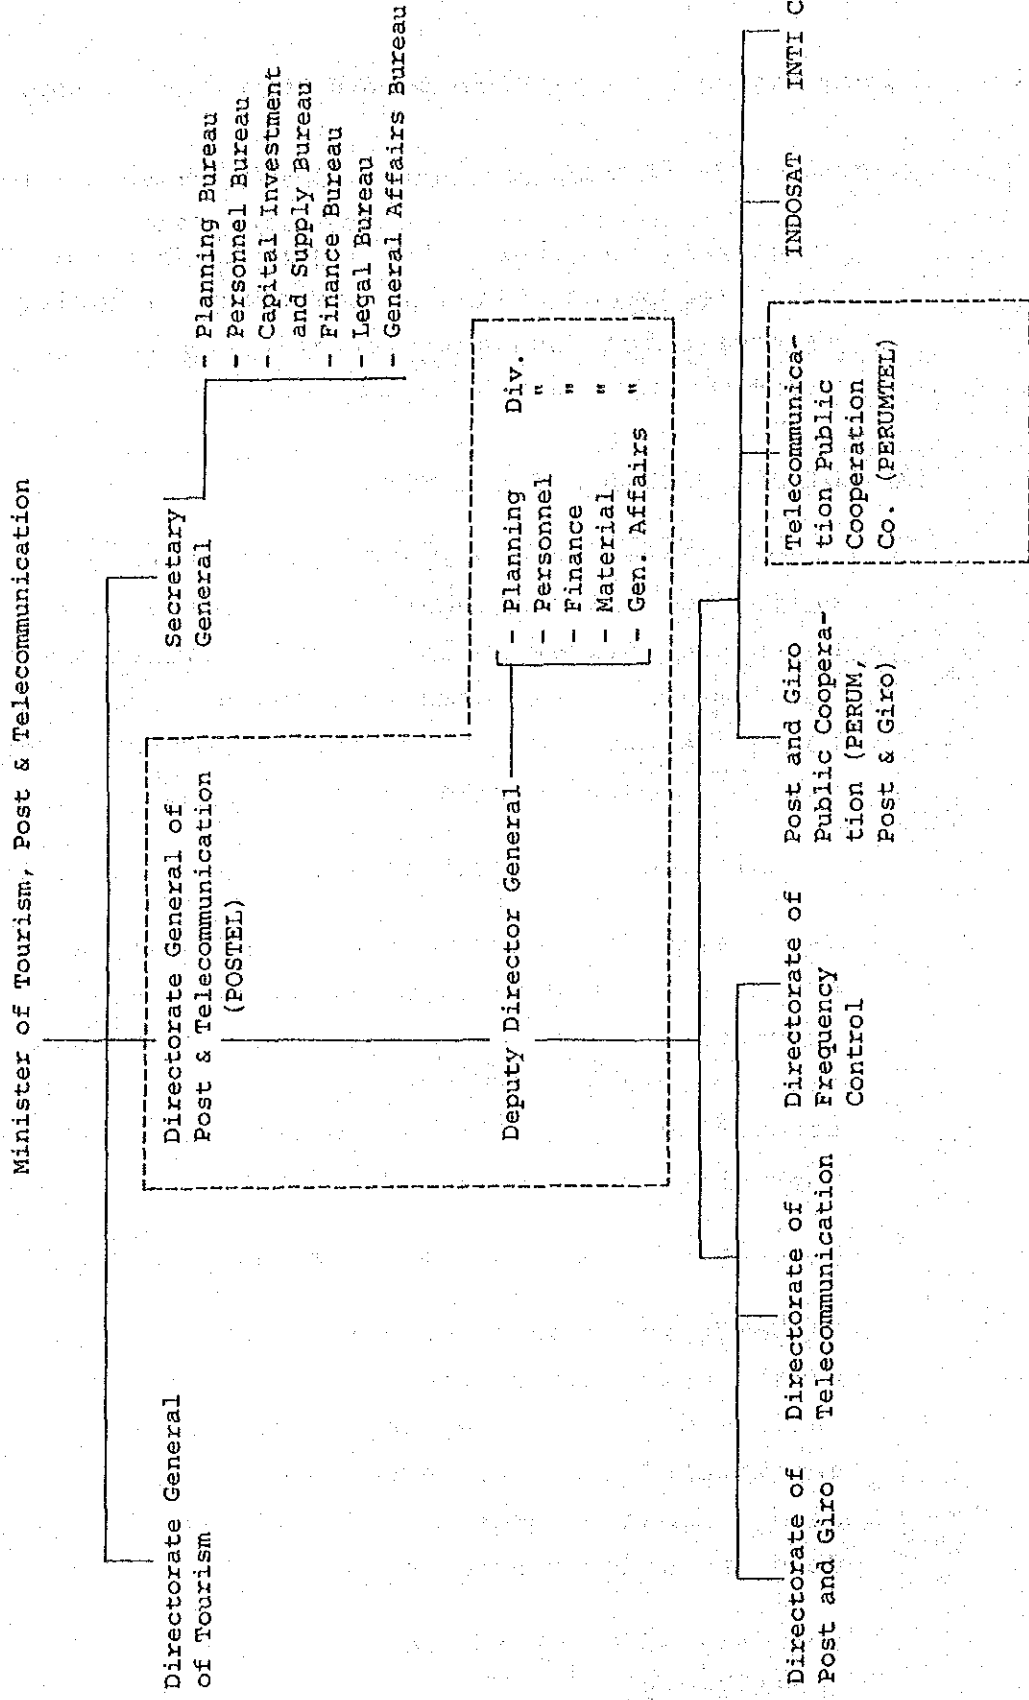 Minister of Tourism, Post & Telecommunication
Directorate General
of Tourism
Directorate General of
Post & Telecommunication
(POSTEL)
Secretary
General
- Planning Bureau
- Personnel Bureau
- Capital Investment
and Supply Bureau
- Finance Bureau
- Legal Bureau
- General Affairs Bureau
Deputy Director General
- Planning Div.
- Personnel "
- Finance "
- Material "
- Gen. Affairs "
Directorate of
Post and Giro
Directorate of
Telecommunication
Directorate of
Frequency
Control
Post and Giro
Public Coopera-
tion (PERUM,
Post & Giro)
Telecommunica-
tion Public
Cooperation
Co. (PERUMTEL)
INDOSAT
INTI